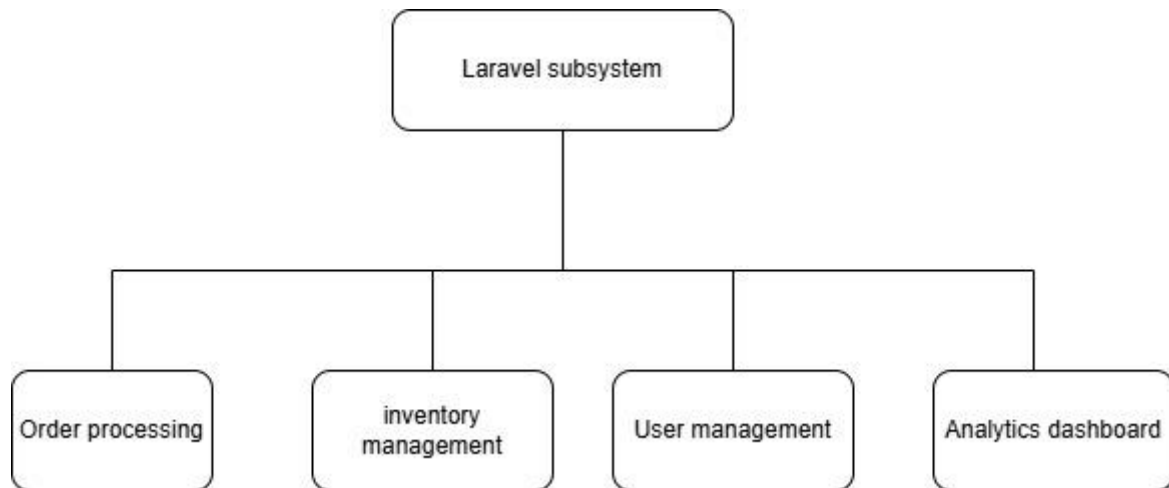 Laravel subsystem
Order processing
inventory
management
User management
Analytics dashboard